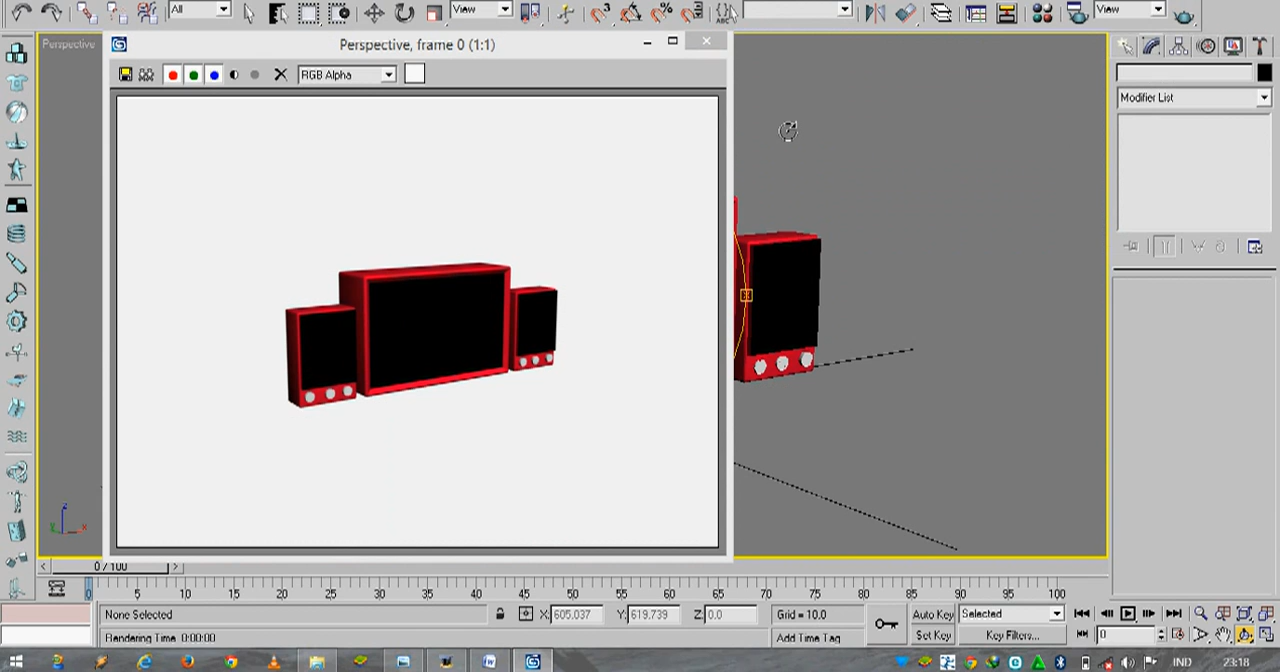 All
View
ABC
View
Perspective
Perspective, frame 0 (1:1)
RGB Alpha
Modifier List
z
y
x
0 / 100
0 5 10 15 20 25 30 35 40 45 50 55 60 65 70 75 80 85 90 95 100
None Selected
X: 605.037 Y: 619.739 Z: 0.0
Grid = 10.0
Auto Key
Selected
Rendering Time 0:00:00
Add Time Tag
Set Key
Key Filters...
0
IND
23:18